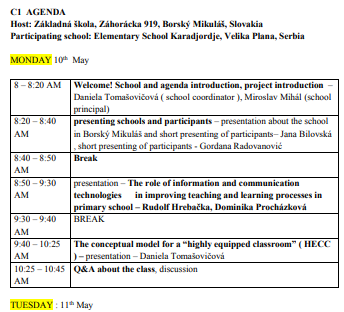 C1 AGENDA
Host: Základná škola, Záhorácka 919, Borský Mikuláš, Slovakia
Participating school: Elementary School Karadjordje, Velika Plana, Serbia
MONDAY 10th May
8 – 8:20 AM
Welcome! School and agenda introduction, project introduction –
Daniela Tomašovičová ( school coordinator ), Miroslav Mihál (school
principal)
8:20 – 8:40
AM
presenting schools and participants – presentation about the school
in Borský Mikuláš and short presenting of participants– Jana Bilovská
, short presenting of participants - Gordana Radovanović
8:40 – 8:50
AM
Break
8:50 – 9:30
AM
presentation – The role of information and communication
technologies in improving teaching and learning processes in
primary school – Rudolf Hrebačka, Dominika Procházková
9:30 – 9:40
AM
BREAK
9:40 – 10:25
AM
The conceptual model for a “highly equipped classroom” ( HECC
) – presentation – Daniela Tomašovičová
10:25 – 10:45
AM
Q&A about the class, discussion
TUESDAY : 11th May